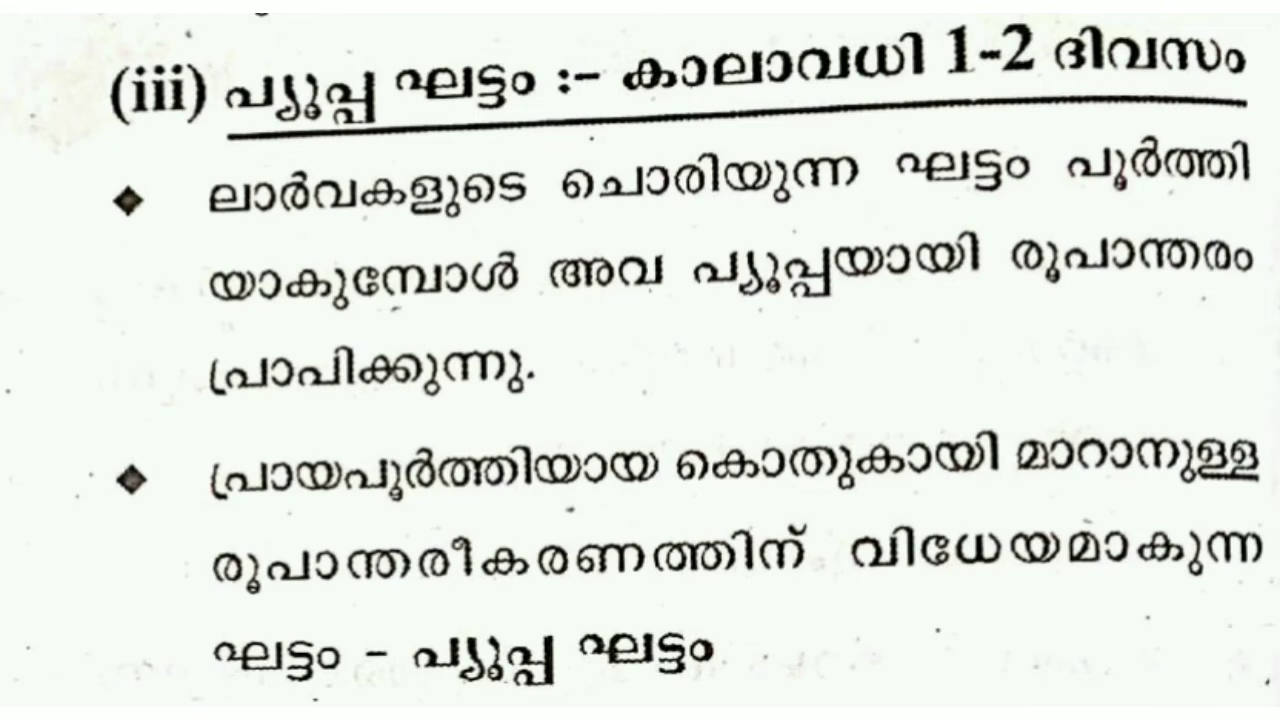 (iii) പ്യൂപ്പ ഘട്ടം :- കാലാവധി 1-2 ദിവസം
◆ ലാർവകളുടെ ചൊരിയുന്ന ഘട്ടം പൂർത്തി
യാകുമ്പോൾ അവ പ്യൂപ്പയായി രൂപാന്തരം
പ്രാപിക്കുന്നു.
◆ പ്രായപൂർത്തിയായ കൊതുകായി മാറാനുള്ള
രൂപാന്തരീകരണത്തിന് വിധേയമാകുന്ന
ഘട്ടം - പ്യൂപ്പ ഘട്ടം